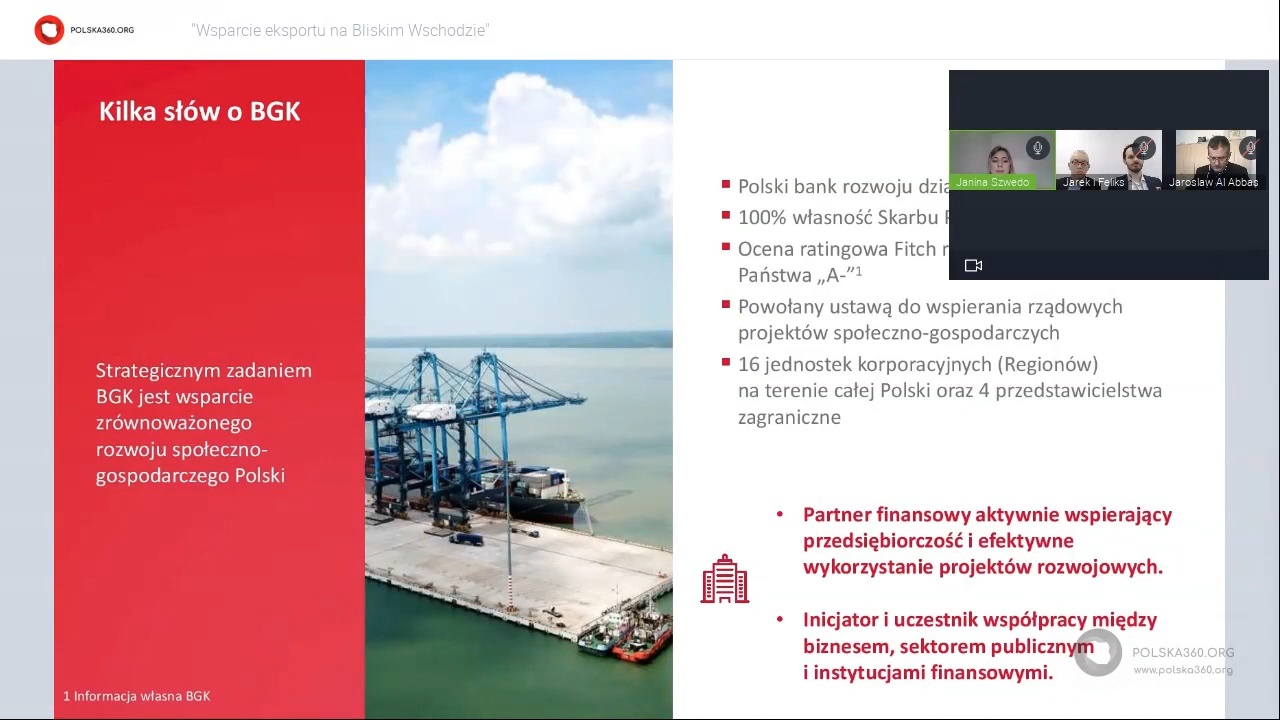 POLSKA360.ORG
"Wsparcie eksportu na Bliskim Wschodzie"
Kilka słów o BGK
Strategicznym zadaniem
BGK jest wsparcie
zrównoważonego
rozwoju społeczno-
gospodarczego Polski
1 Informacja własna BGK
Polski bank rozwoju
100% własność Skarbu
Ocena ratingowa Fitch
Państwa „A-”1
Powołany ustawą do wspierania rządowych
projektów społeczno-gospodarczych
16 jednostek korporacyjnych (Regionów)
na terenie całej Polski oraz 4 przedstawicielstwa
zagraniczne
• Partner finansowy aktywnie wspierający
przedsiębiorczość i efektywne
wykorzystanie projektów rozwojowych.
• Inicjator i uczestnik współpracy między
biznesem, sektorem publicznym
i instytucjami finansowymi.
Janina Szwedo
Jarek i Feliks
Jaroslaw Al Abbas
POLSKA360.ORG
www.polska360.org